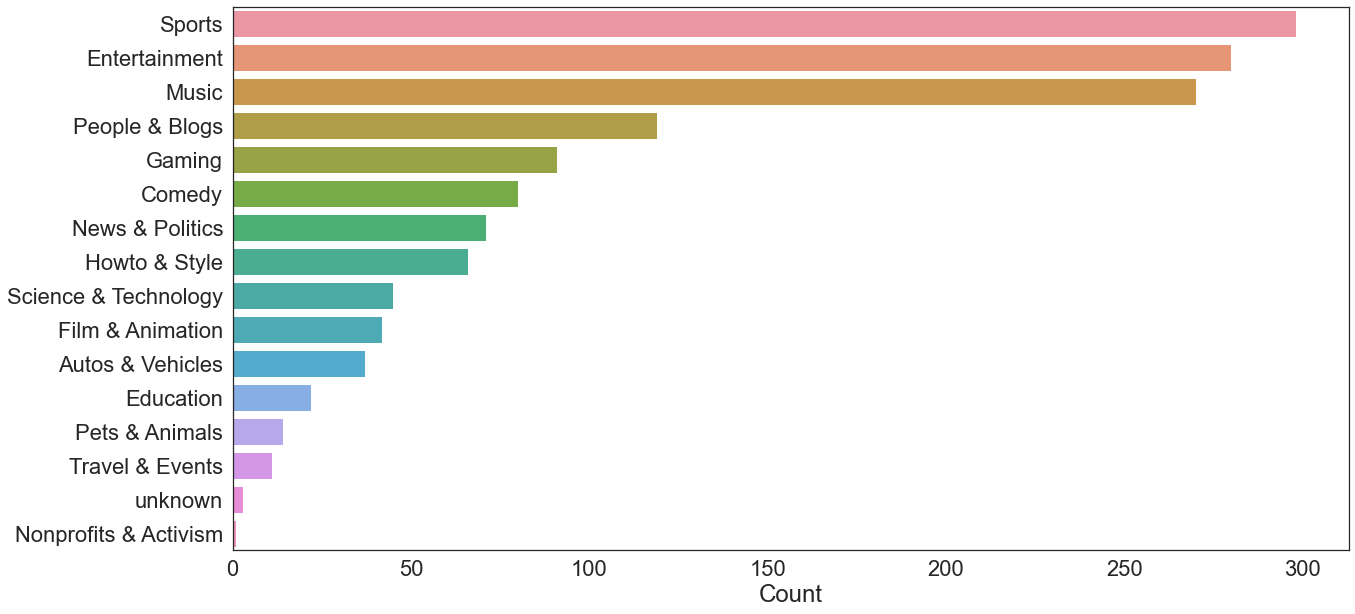 Sports
Entertainment
Music
People & Blogs
Gaming
Comedy
News & Politics
Howto & Style
Science & Technology
Film & Animation
Autos & Vehicles
Education
Pets & Animals
Travel & Events
unknown
Nonprofits & Activism
0 50 100 150 200 250 300
Count